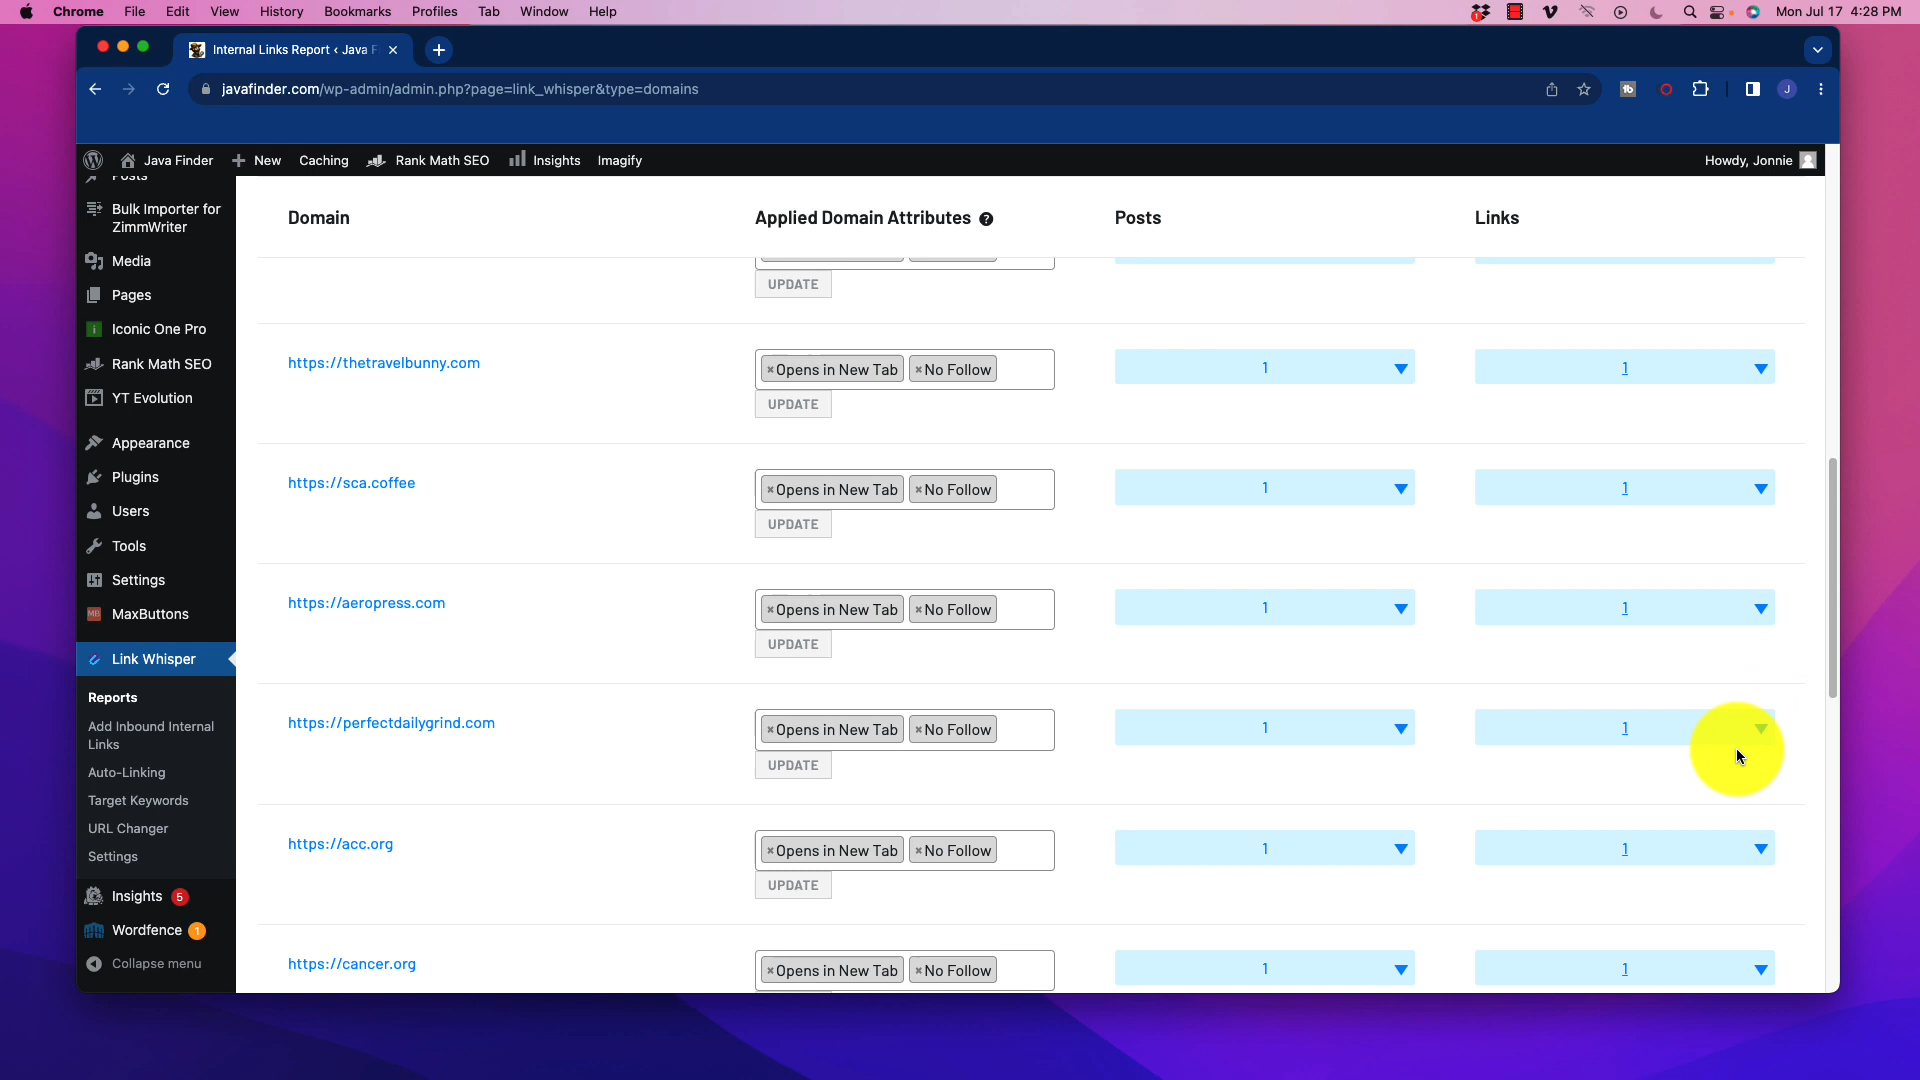 Chrome File Edit View History Bookmarks Profiles Tab Window Help
1
Mon Jul 17 4:28 PM
Internal Links Report ‹ Java F
javafinder.com/wp-admin/admin.php?page=link_whisper&type=domains
tb
J
Java Finder
New
Caching
Rank Math SEO
Insights
Imagify
Howdy, Jonnie
Posts
Bulk Importer for
ZimmWriter
Media
Pages
i Iconic One Pro
Rank Math SEO
YT Evolution
Appearance
Plugins
Users
Tools
Settings
MB MaxButtons
Link Whisper
Reports
Add Inbound Internal
Links
Auto-Linking
Target Keywords
URL Changer
Settings
Insights 5
Wordfence 1
Collapse menu
Domain Applied Domain Attributes ? Posts Links
UPDATE
https://thetravelbunny.com ×Opens in New Tab ×No Follow 1 1
UPDATE
https://sca.coffee ×Opens in New Tab ×No Follow 1 1
UPDATE
https://aeropress.com ×Opens in New Tab ×No Follow 1 1
UPDATE
https://perfectdailygrind.com ×Opens in New Tab ×No Follow 1 1
UPDATE
https://acc.org ×Opens in New Tab ×No Follow 1 1
UPDATE
https://cancer.org ×Opens in New Tab ×No Follow 1 1